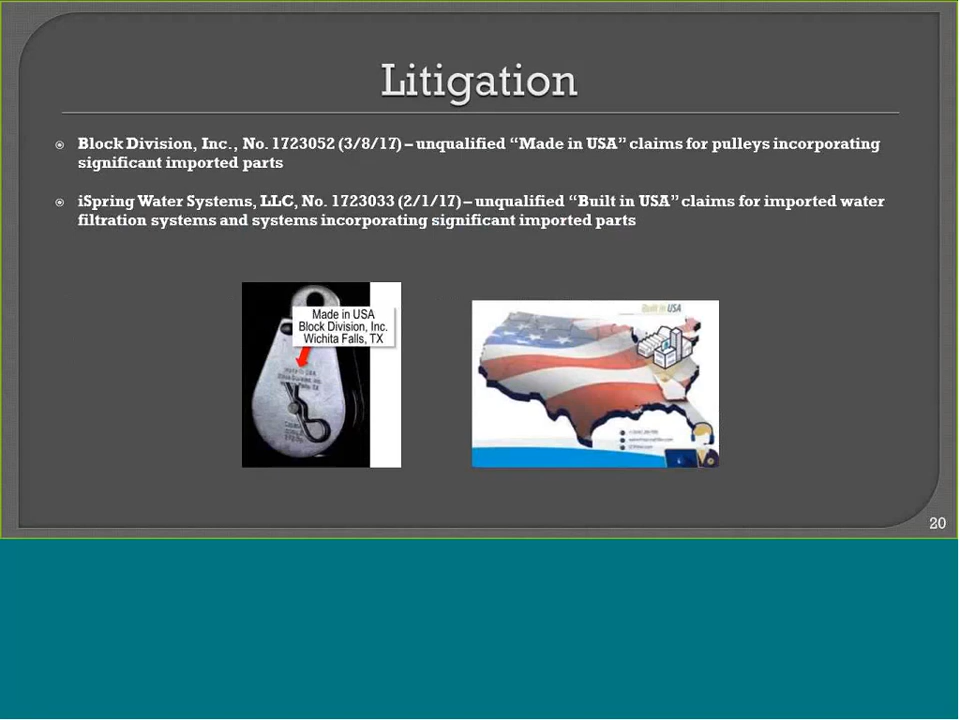 Litigation
Block Division, Inc., No. 1723052 (3/8/17) – unqualified “Made in USA” claims for pulleys incorporating
significant imported parts
iSpring Water Systems, LLC, No. 1723033 (2/1/17) – unqualified “Built in USA” claims for imported water
filtration systems and systems incorporating significant imported parts
Made in USA
Block Division, Inc.
Wichita Falls, TX
Made in USA
Built in USA
20